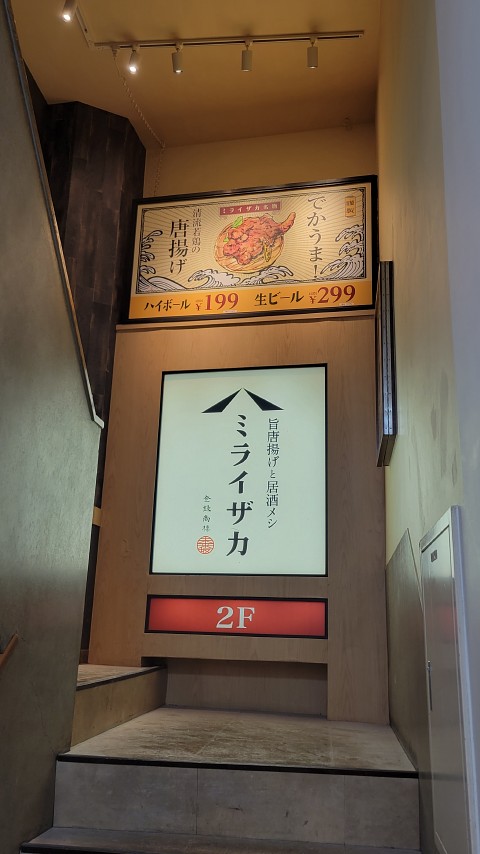 ミライザカ名物
でかうま!
清流若鶏の
唐揚げ
ハイボール ¥199 生ビール ¥299
旨唐揚げと居酒メシ
ミライザカ
2F